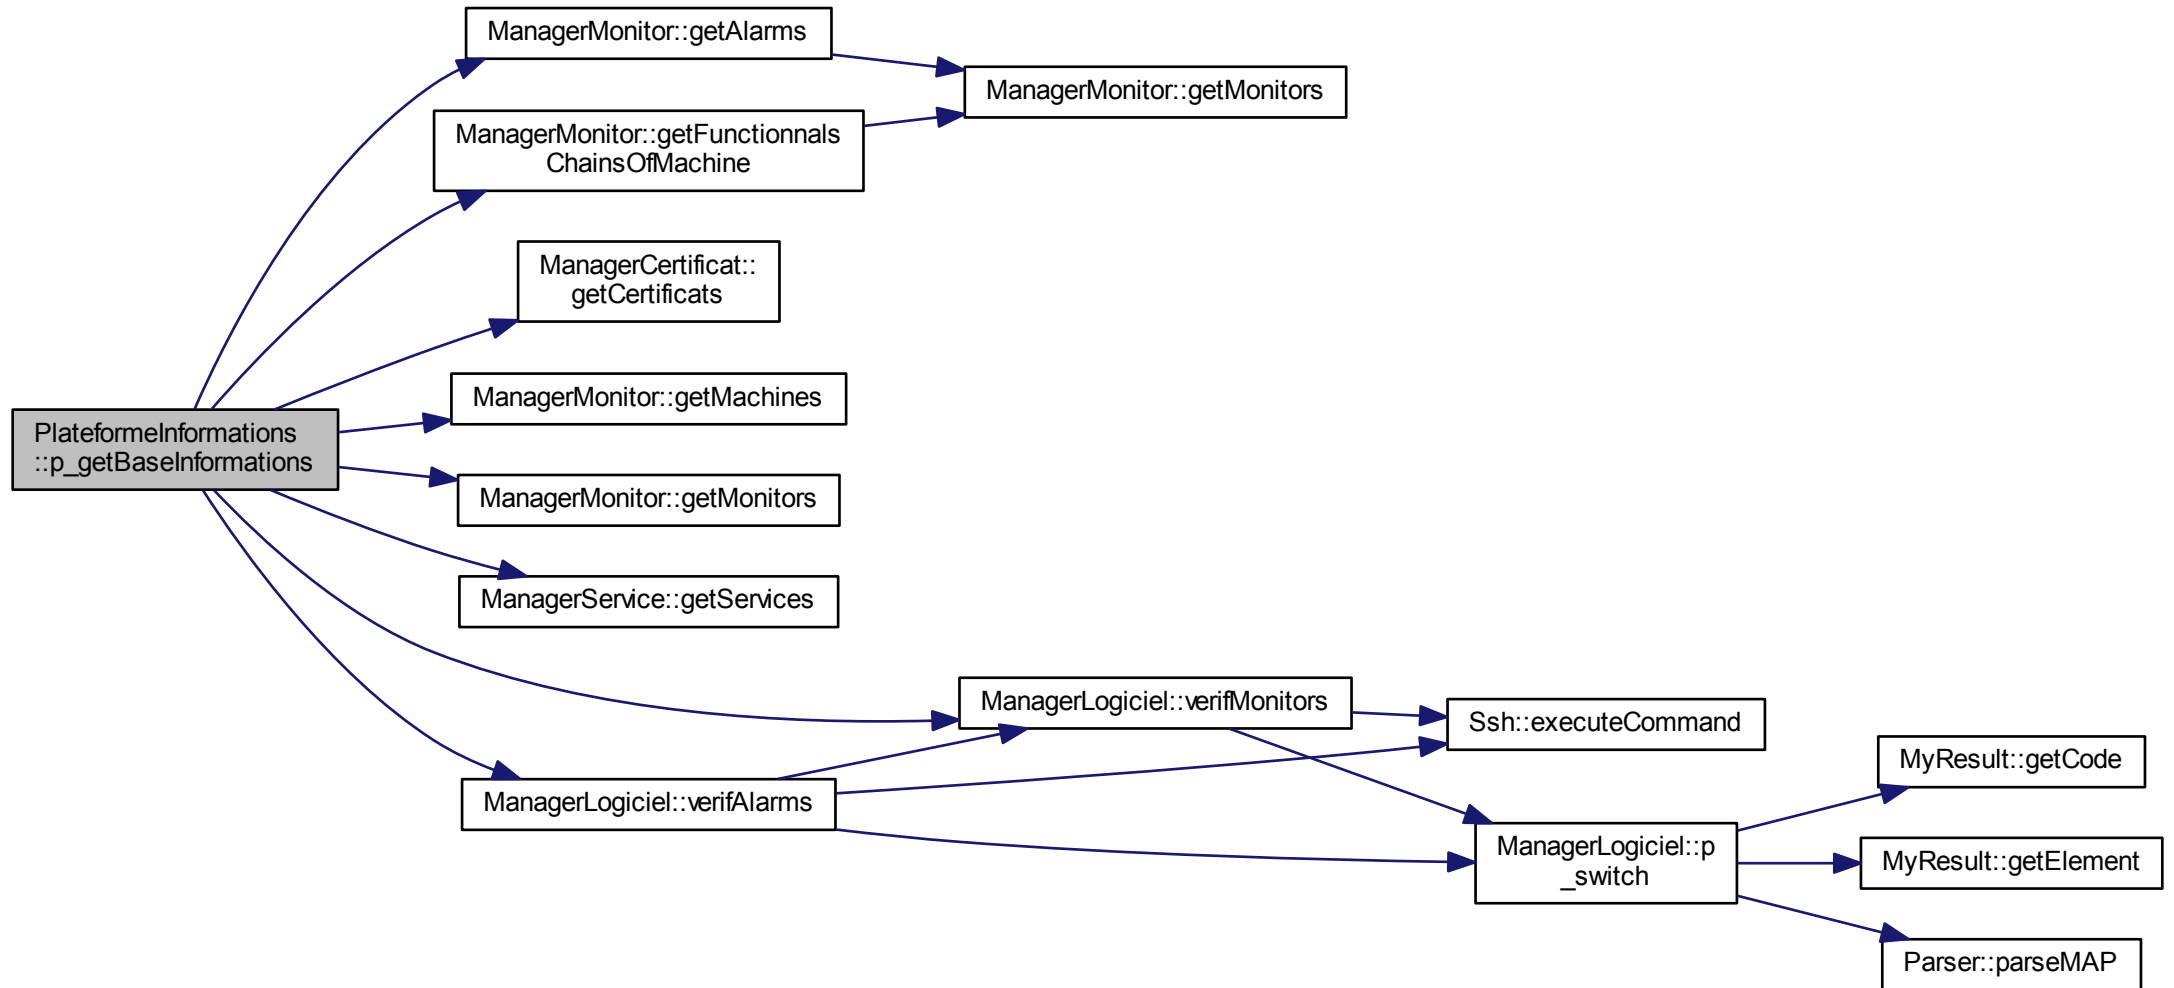 ManagerMonitor::getAlarms
ManagerMonitor::getMonitors
ManagerMonitor::getFunctionnals
ChainsOfMachine
ManagerCertificat::
getCertificats
ManagerMonitor::getMachines
PlateformeInformations
::p_getBaseInformations
ManagerMonitor::getMonitors
ManagerService::getServices
ManagerLogiciel::verifMonitors
Ssh::executeCommand
MyResult::getCode
ManagerLogiciel::verifAlarms
ManagerLogiciel::p
_switch
MyResult::getElement
Parser::parseMAP